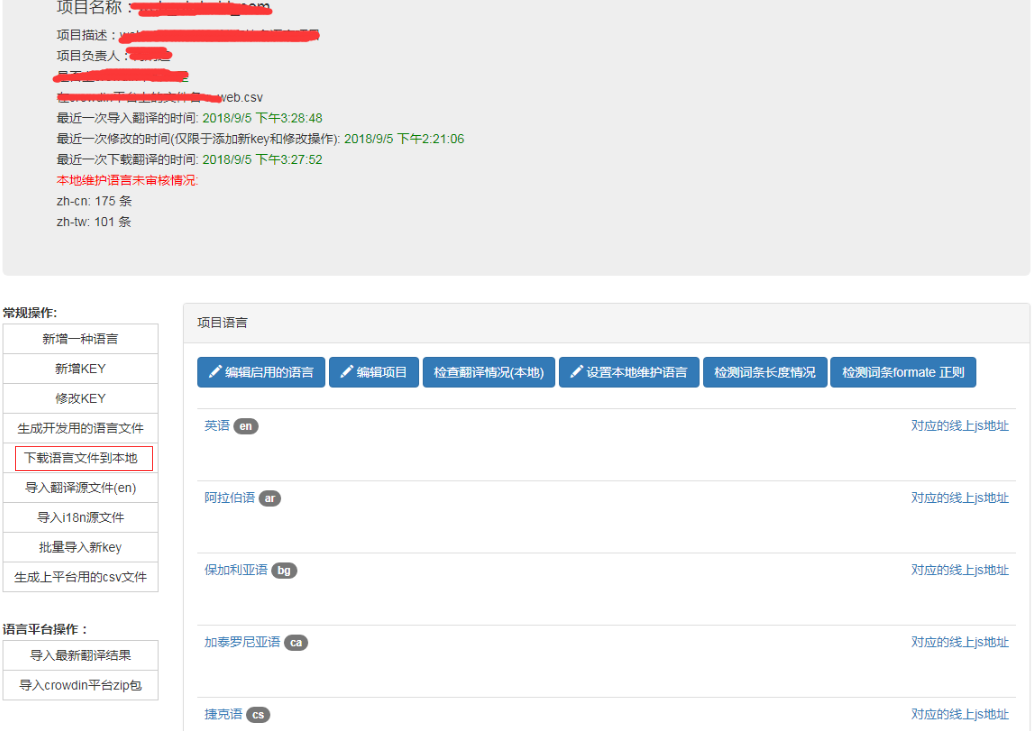 项目名称：
项目描述：
项目负责人：
web.csv
最近一次导入翻译的时间: 2018/9/5 下午3:28:48
最近一次修改的时间(仅限于添加新key和修改操作): 2018/9/5 下午2:21:06
最近一次下载翻译的时间: 2018/9/5 下午3:27:52
本地维护语言未审核情况:
zh-cn: 175 条
zh-tw: 101 条
常规操作:
新增一种语言
新增KEY
修改KEY
生成开发用的语言文件
下载语言文件到本地
导入翻译源文件(en)
导入i18n源文件
批量导入新key
生成上平台用的csv文件
语言平台操作：
导入最新翻译结果
导入crowdin平台zip包
项目语言
编辑启用的语言 编辑项目 检查翻译情况(本地) 设置本地维护语言 检测词条长度情况 检测词条formate 正则
英语 en 对应的线上js地址
阿拉伯语 ar 对应的线上js地址
保加利亚语 bg 对应的线上js地址
加泰罗尼亚语 ca 对应的线上js地址
捷克语 cs 对应的线上js地址